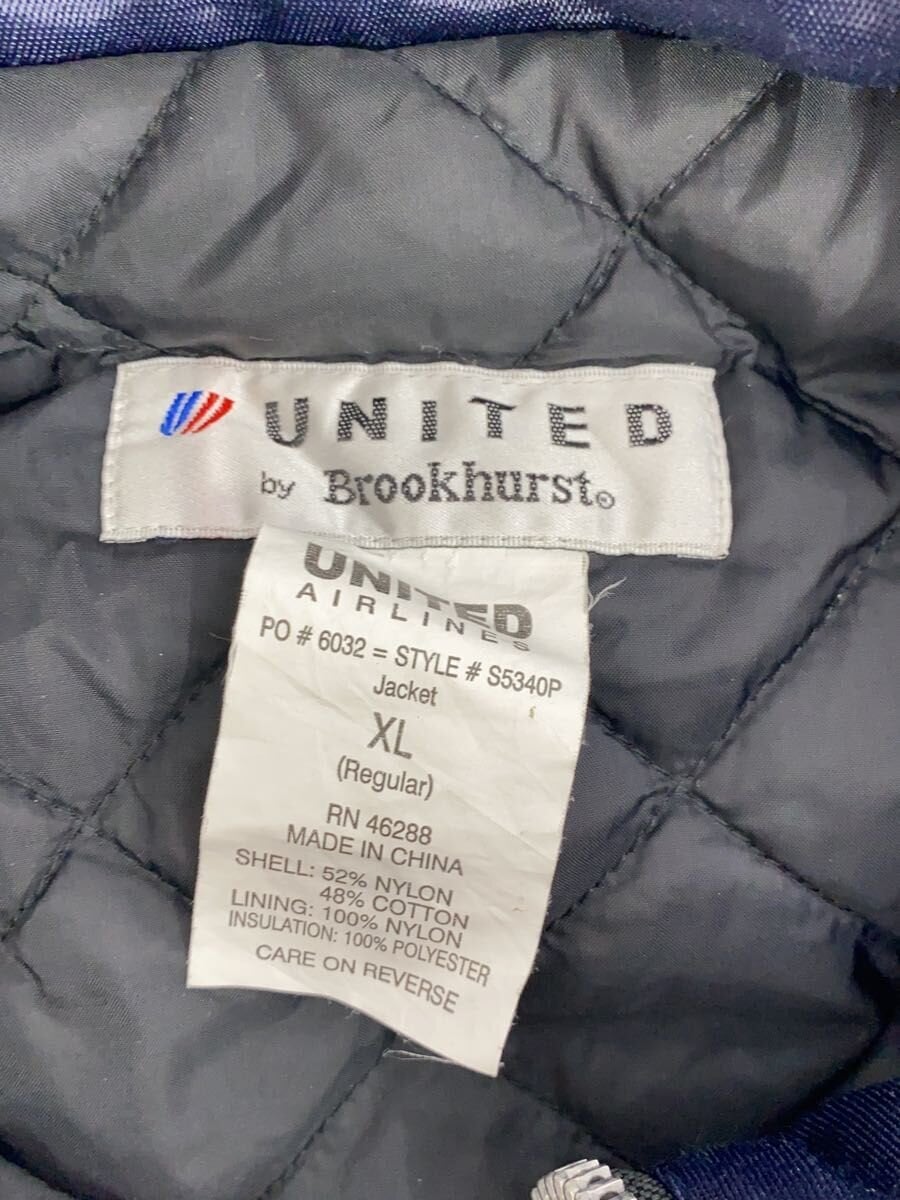 UNITED
by Brookhurst®
UNITED
AIRLINES
PO # 6032 = STYLE # S5340P
Jacket
XL
(Regular)
RN 46288
MADE IN CHINA
SHELL: 52% NYLON
48% COTTON
LINING: 100% NYLON
INSULATION: 100% POLYESTER
CARE ON REVERSE